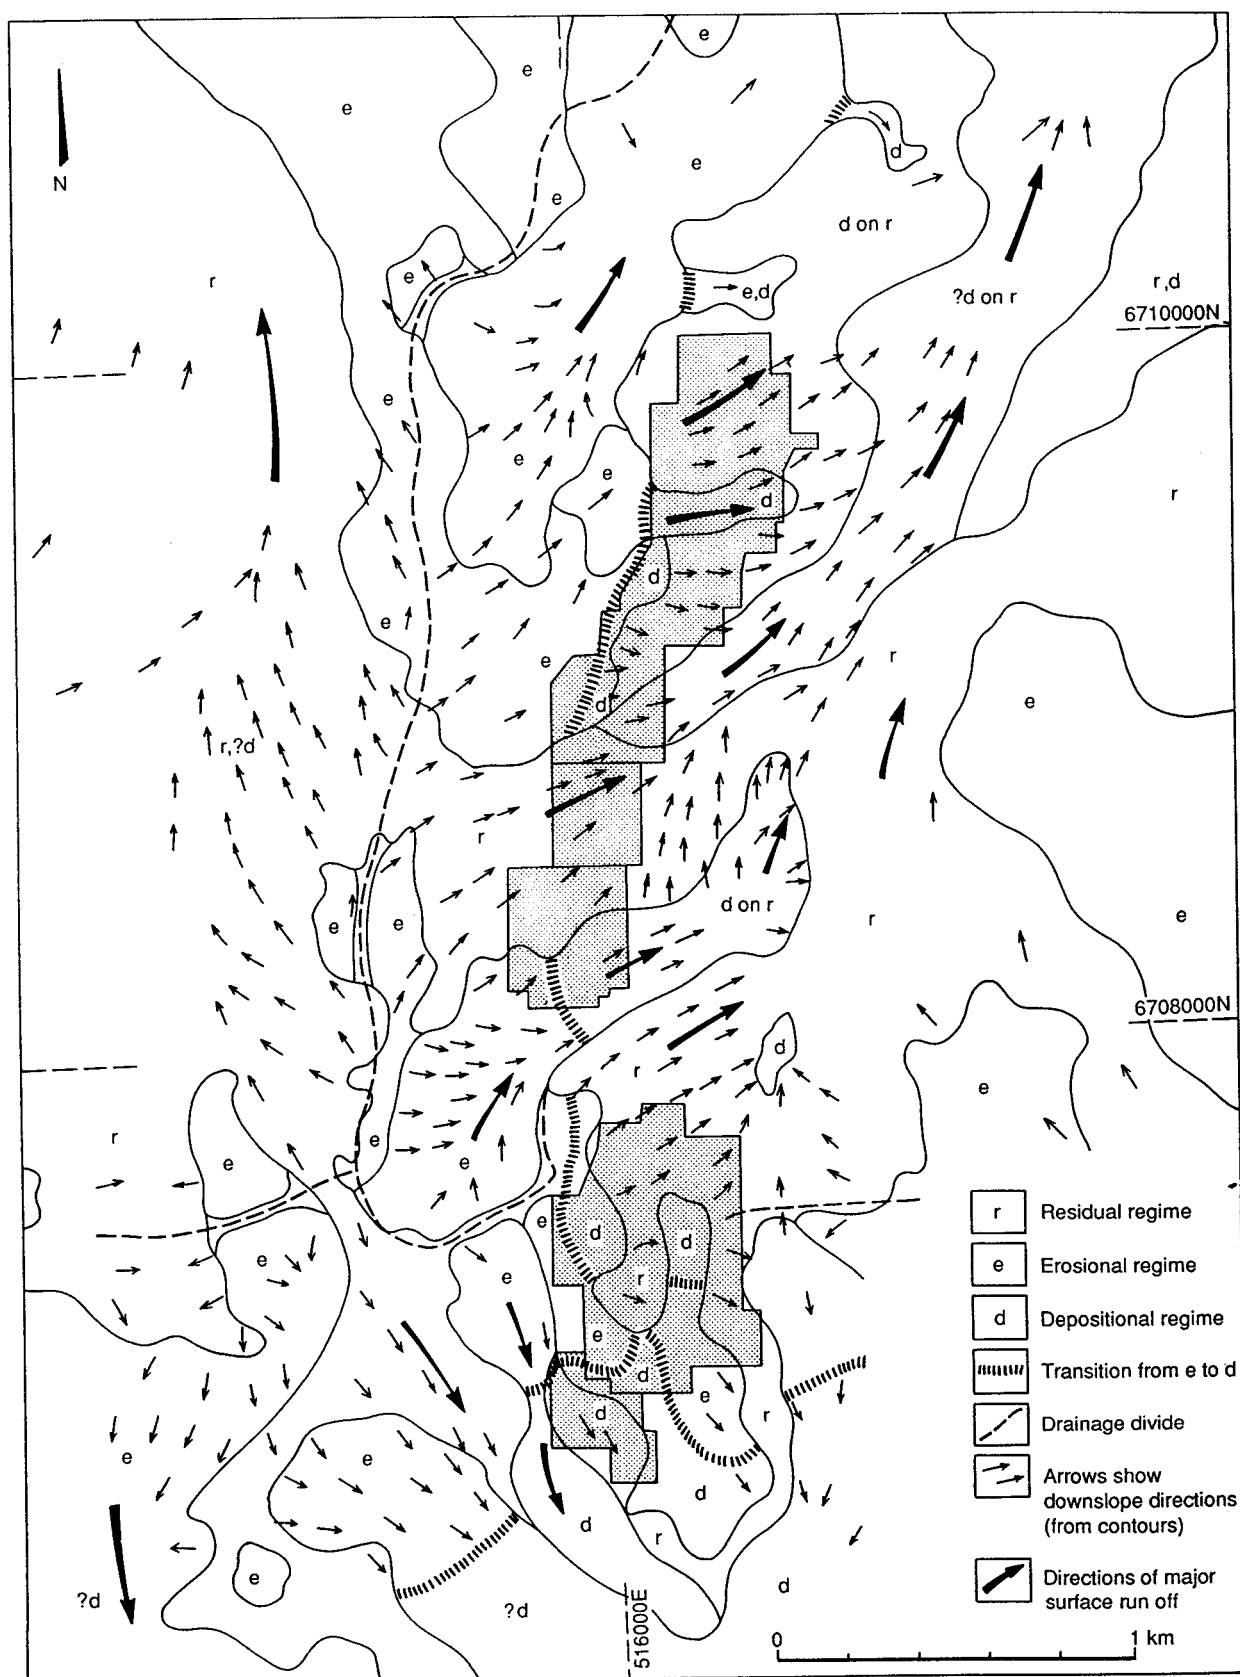 e
e
e
N
e
d
e
e
d on r
e
r
e,d
?d on r
r,d
6710000N
e
e
e
r
d
d
e
e
r
d
e
r,?d
r
d on r
e
e
r
e
6708000N
d
r
e
r
e
e
e
e
d
d
e
e
r
e
d
e
d
r
e
e
d
d
r
e
?d
?d
d
516000E
r Residual regime
e Erosional regime
d Depositional regime
Transition from e to d
Drainage divide
Arrows show
downslope directions
(from contours)
Directions of major
surface run off
0 1 km